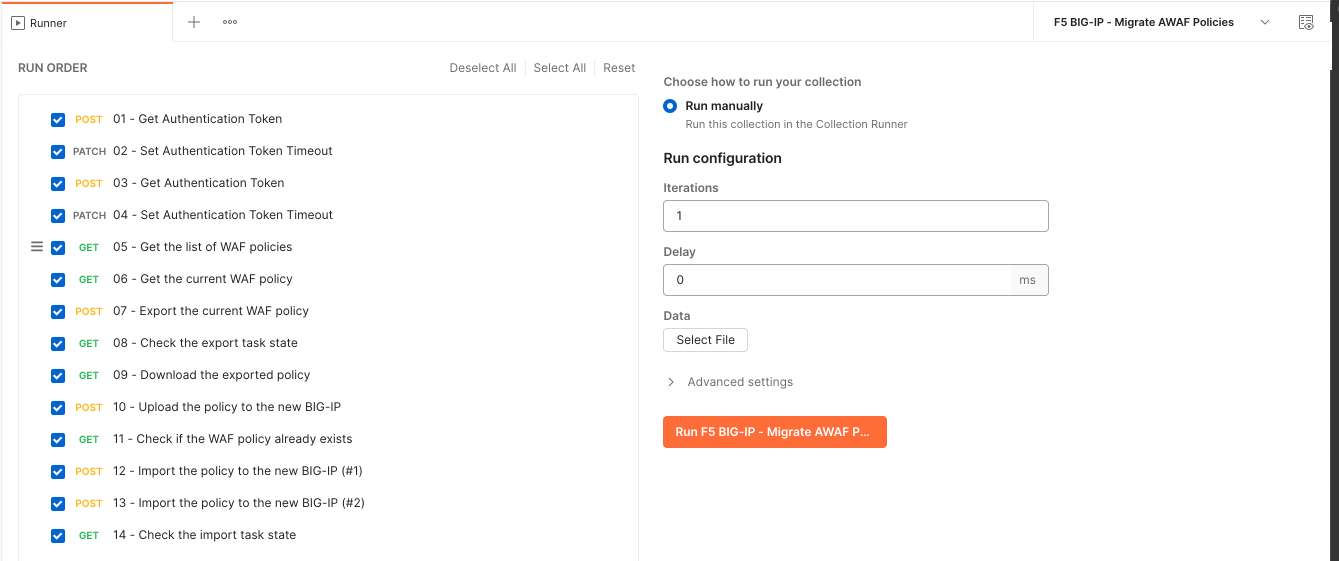 Runner
F5 BIG-IP - Migrate AWAF Policies
RUN ORDER
Deselect All
Select All
Reset
POST 01 - Get Authentication Token
PATCH 02 - Set Authentication Token Timeout
POST 03 - Get Authentication Token
PATCH 04 - Set Authentication Token Timeout
GET 05 - Get the list of WAF policies
GET 06 - Get the current WAF policy
POST 07 - Export the current WAF policy
GET 08 - Check the export task state
GET 09 - Download the exported policy
POST 10 - Upload the policy to the new BIG-IP
GET 11 - Check if the WAF policy already exists
POST 12 - Import the policy to the new BIG-IP (#1)
POST 13 - Import the policy to the new BIG-IP (#2)
GET 14 - Check the import task state
Choose how to run your collection
Run manually
Run this collection in the Collection Runner
Run configuration
Iterations
1
Delay
0 ms
Data
Select File
Advanced settings
Run F5 BIG-IP - Migrate AWAF P...